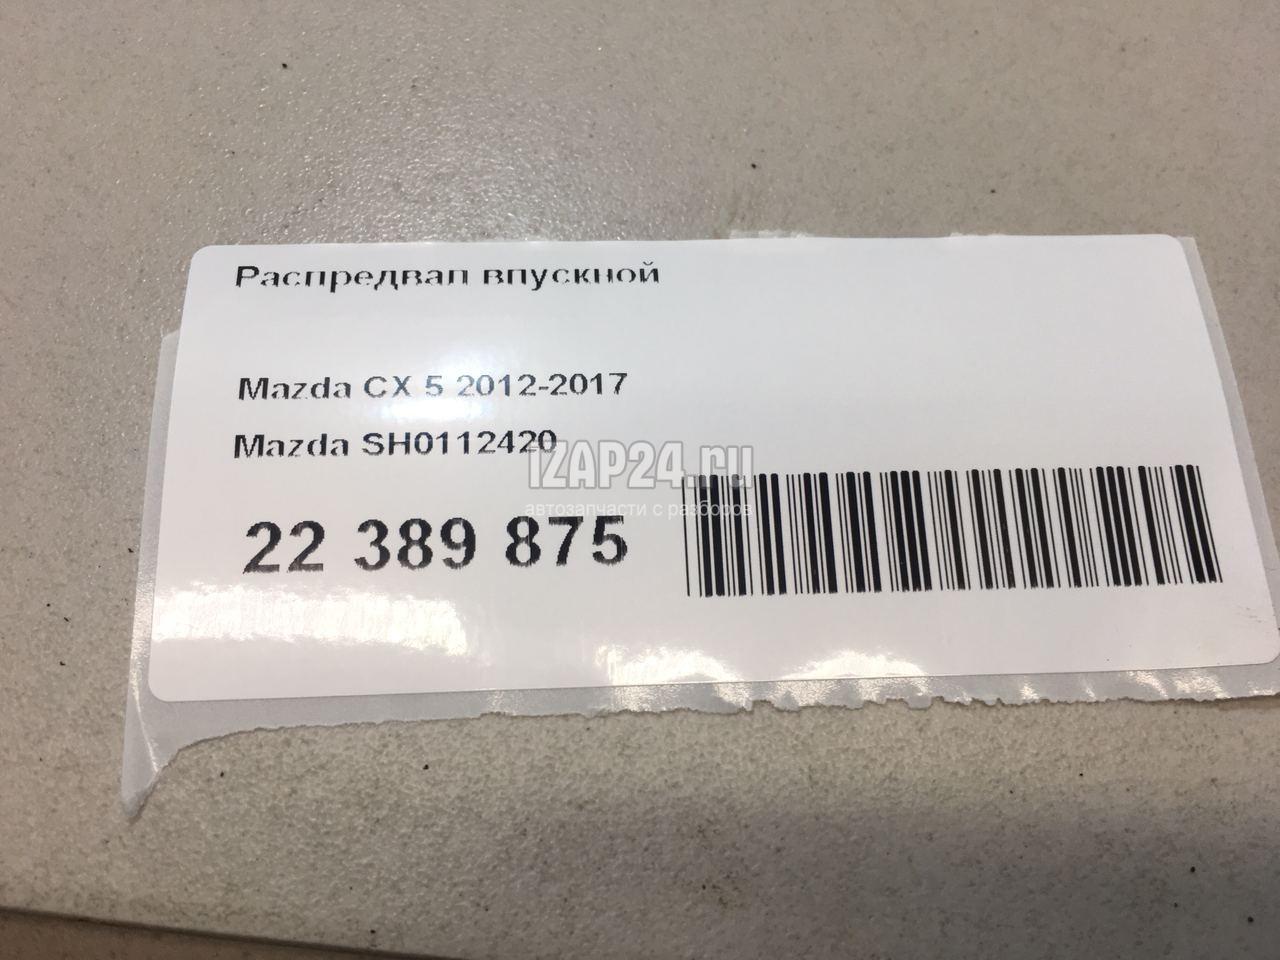 Распредвал впускной
Mazda CX 5 2012-2017
Mazda SH0112420
IZAP24.ru
автозапчасти с разборов
22 389 875